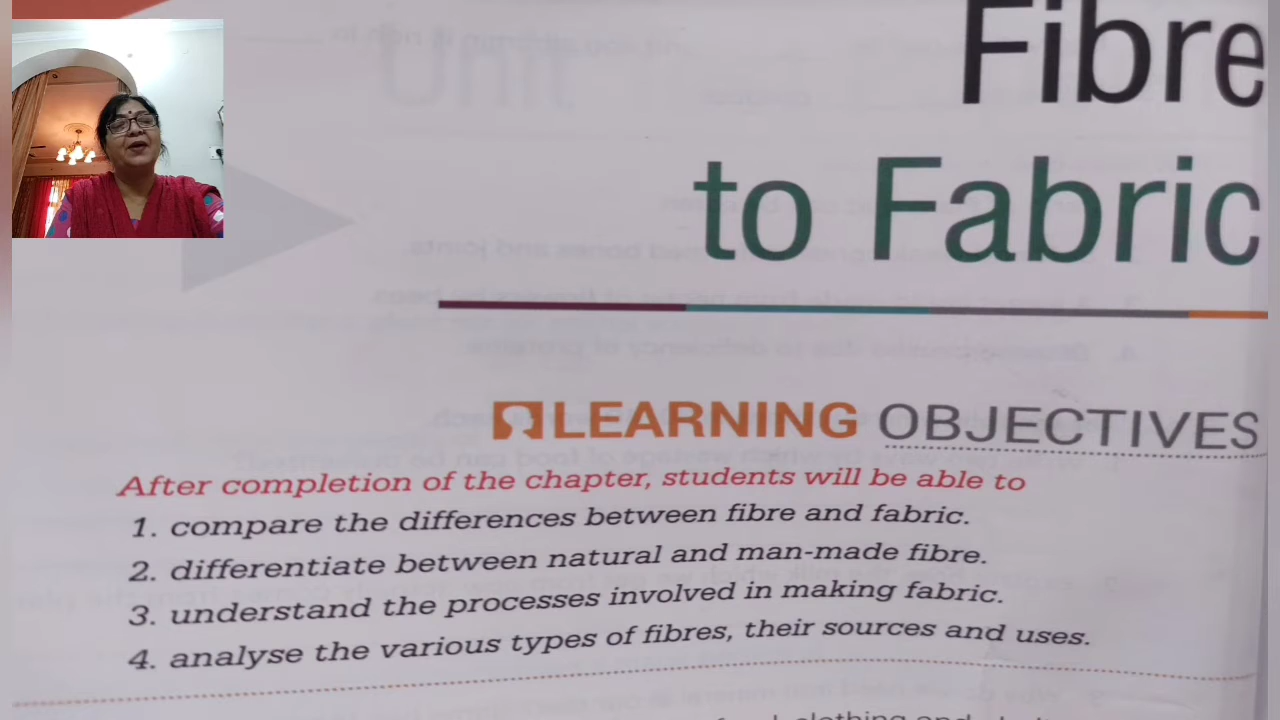 Fibre
to Fabric
LEARNING OBJECTIVES
After completion of the chapter, students will be able to
1. compare the differences between fibre and fabric.
2. differentiate between natural and man-made fibre.
3. understand the processes involved in making fabric.
4. analyse the various types of fibres, their sources and uses.
clothing and